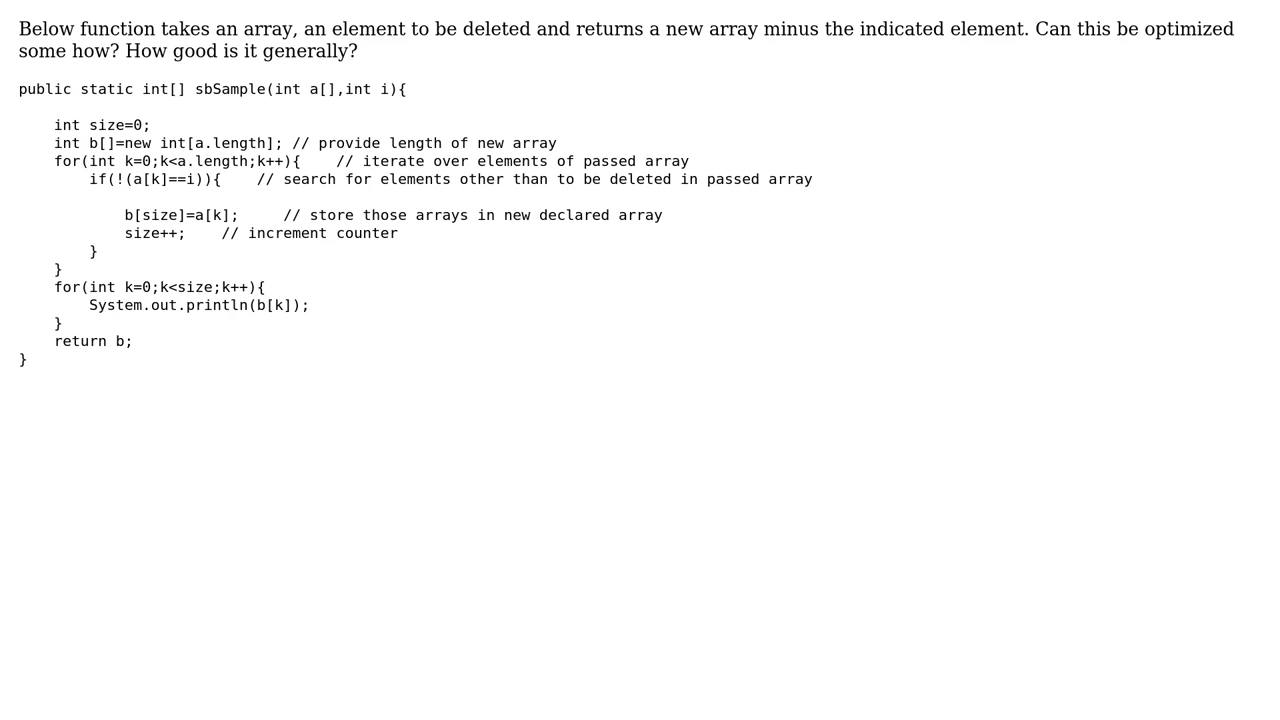 Below function takes an array, an element to be deleted and returns a new array minus the indicated element. Can this be optimized
some how? How good is it generally?
public static int[] sbSample(int a[],int i){
    int size=0;
    int b[]=new int[a.length]; // provide length of new array
    for(int k=0;k<a.length;k++){    // iterate over elements of passed array
        if(!(a[k]==i)){    // search for elements other than to be deleted in passed array
            b[size]=a[k];     // store those arrays in new declared array
            size++;    // increment counter
        }
    }
    for(int k=0;k<size;k++){
        System.out.println(b[k]);
    }
    return b;
}